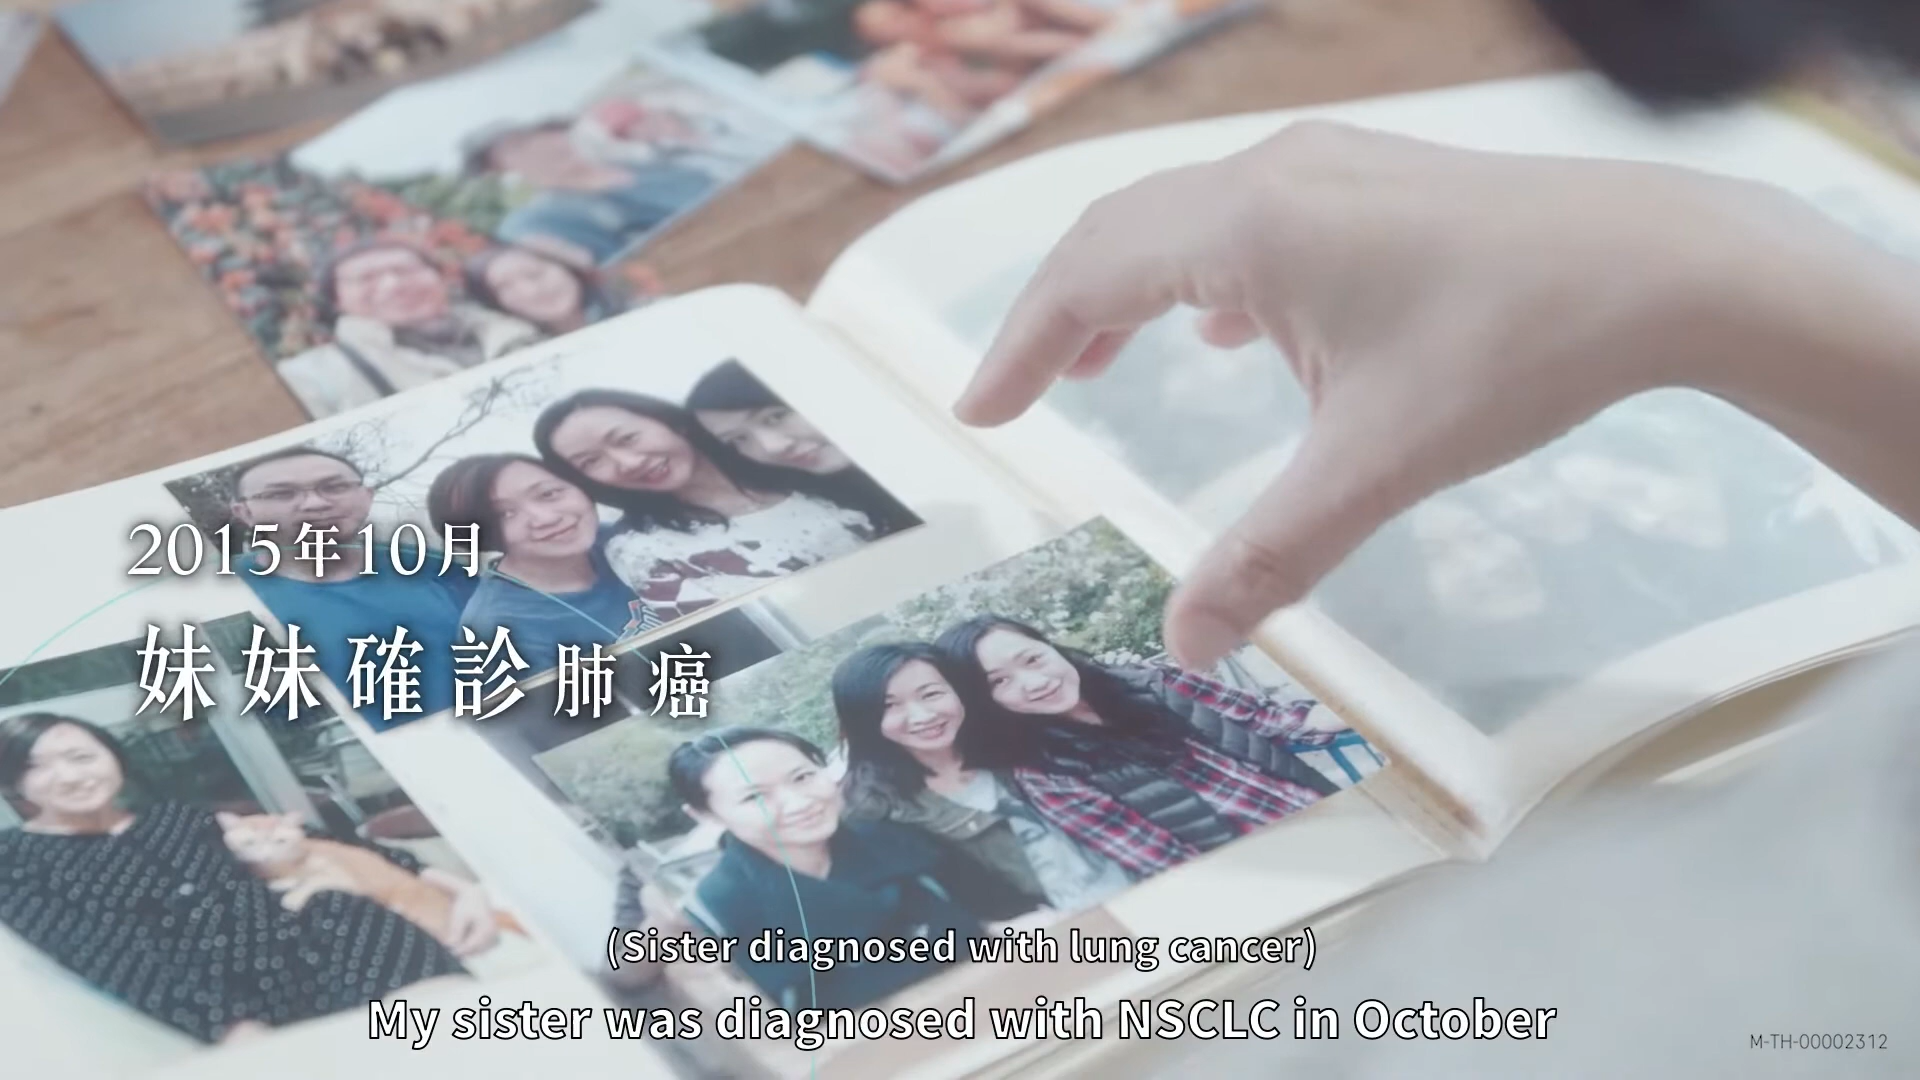 2015年10月
妹妹確診肺癌
(Sister diagnosed with lung cancer)
My sister was diagnosed with NSCLC in October
M-TH-00002312